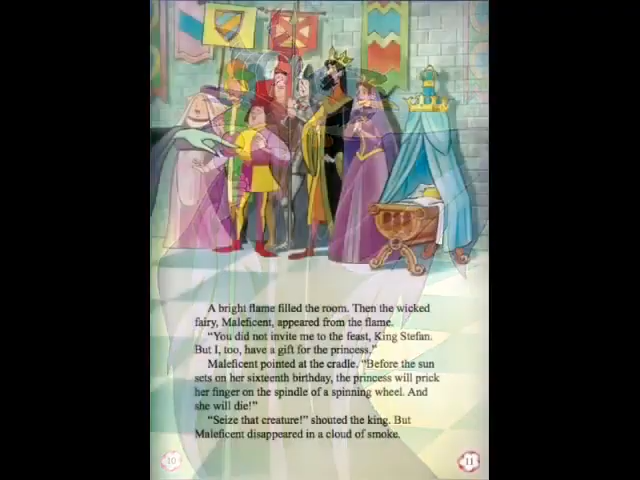 A bright flame filled the room. Then the wicked
fairy, Maleficent, appeared from the flame.
“You did not invite me to the feast, King Stefan.
But I, too, have a gift for the princess.”
Maleficent pointed at the cradle. “Before the sun
sets on her sixteenth birthday, the princess will prick
her finger on the spindle of a spinning wheel. And
she will die!”
“Seize that creature!” shouted the king. But
Maleficent disappeared in a cloud of smoke.
10
11